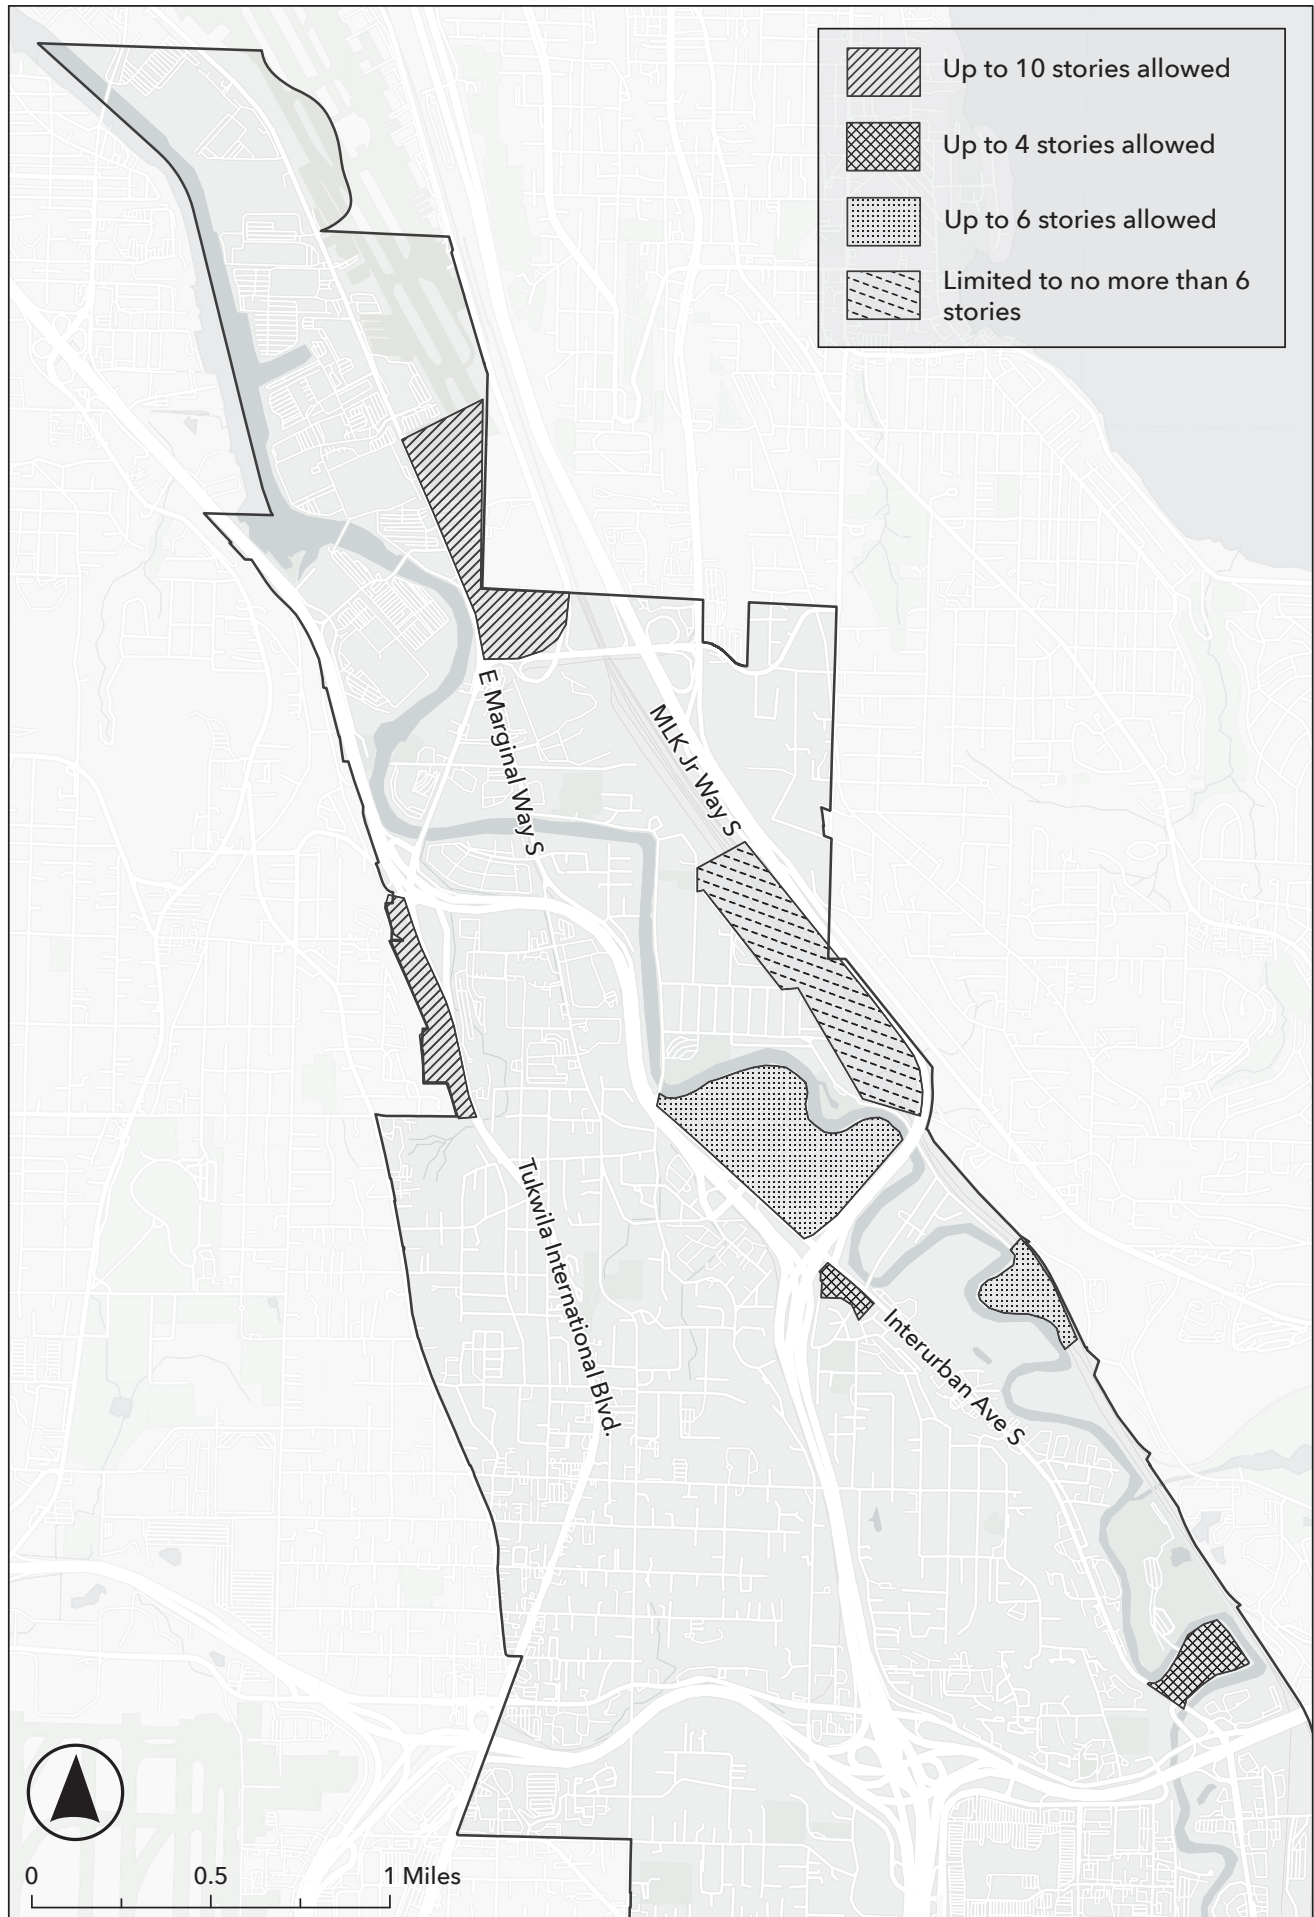 Up to 10 stories allowed
Up to 4 stories allowed
Up to 6 stories allowed
Limited to no more than 6
stories
E Marginal Way S
MLK Jr Way S
Tukwila International Blvd.
Interurban Ave S
0 0.5 1 Miles